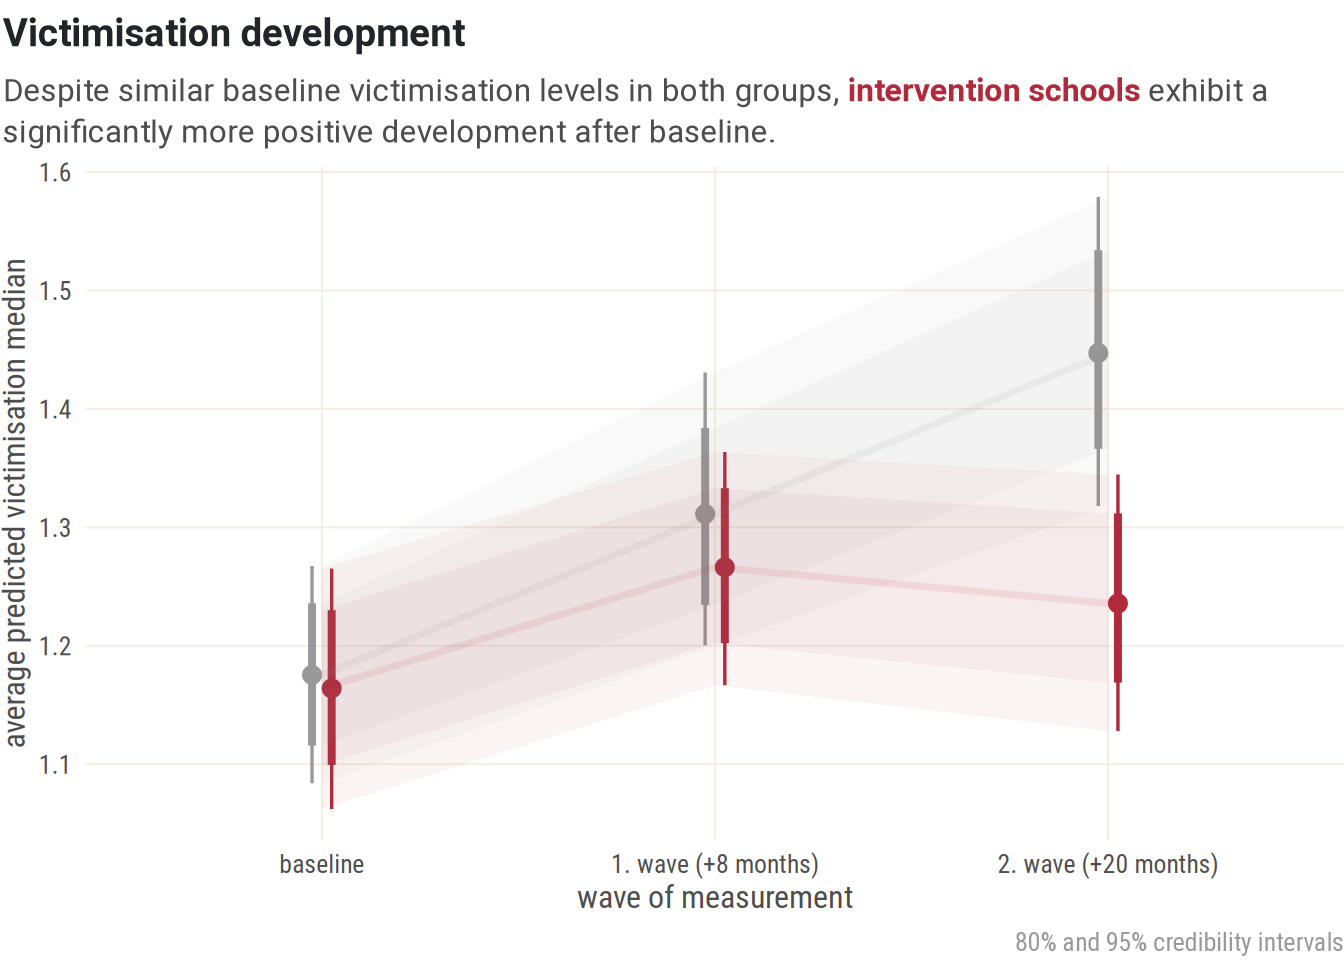 Victimisation development
Despite similar baseline victimisation levels in both groups, intervention schools exhibit a
significantly more positive development after baseline.
average predicted victimisation median
1.6
1.5
1.4
1.3
1.2
1.1
baseline
1. wave (+8 months)
2. wave (+20 months)
wave of measurement
80% and 95% credibility intervals